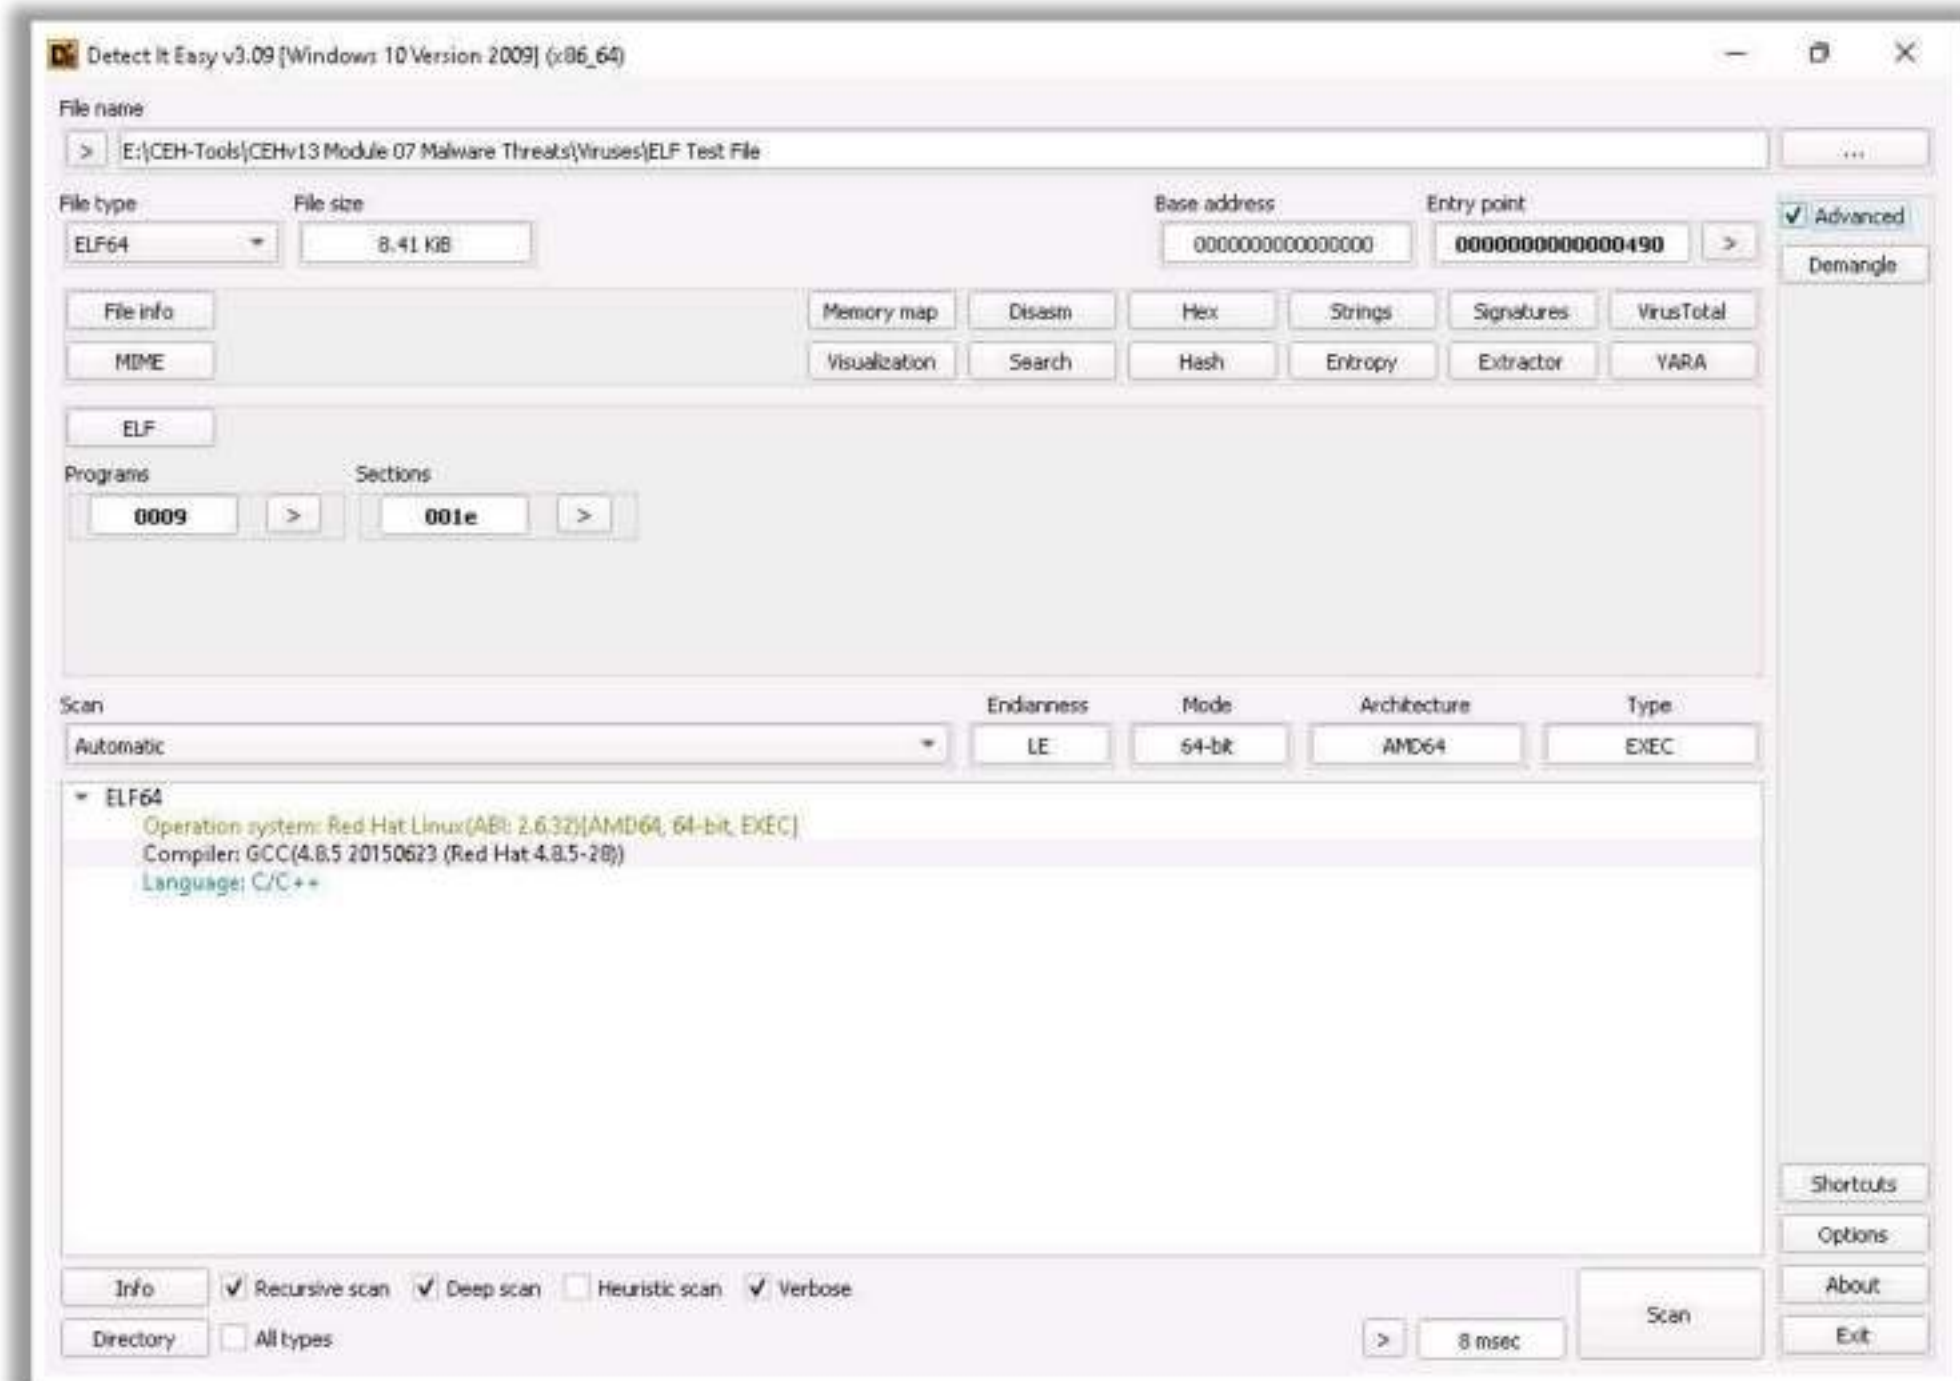 Detect It Easy v3.09 [Windows 10 Version 2009] (x86_64)
File name
> E:\CEH-Tools\CEHv13 Module 07 Malware Threats\Viruses\ELF Test File ...
File type File size Base address Entry point
ELF64 8.41 KiB 0000000000000000 0000000000000490 >
Advanced
Demangle
File info Memory map Disasm Hex Strings Signatures VirusTotal
MIME Visualization Search Hash Entropy Extractor YARA
ELF
Programs Sections
0009 > 001e >
Scan Endianness Mode Architecture Type
Automatic LE 64-bit AMD64 EXEC
ELF64
Operation system: Red Hat Linux(ABI: 2.6.32)[AMD64, 64-bit, EXEC]
Compiler: GCC(4.8.5 20150623 (Red Hat 4.8.5-28))
Language: C/C++
Shortcuts
Options
Info Recursive scan Deep scan Heuristic scan Verbose
About
Scan
Directory All types > 8 msec
Exit